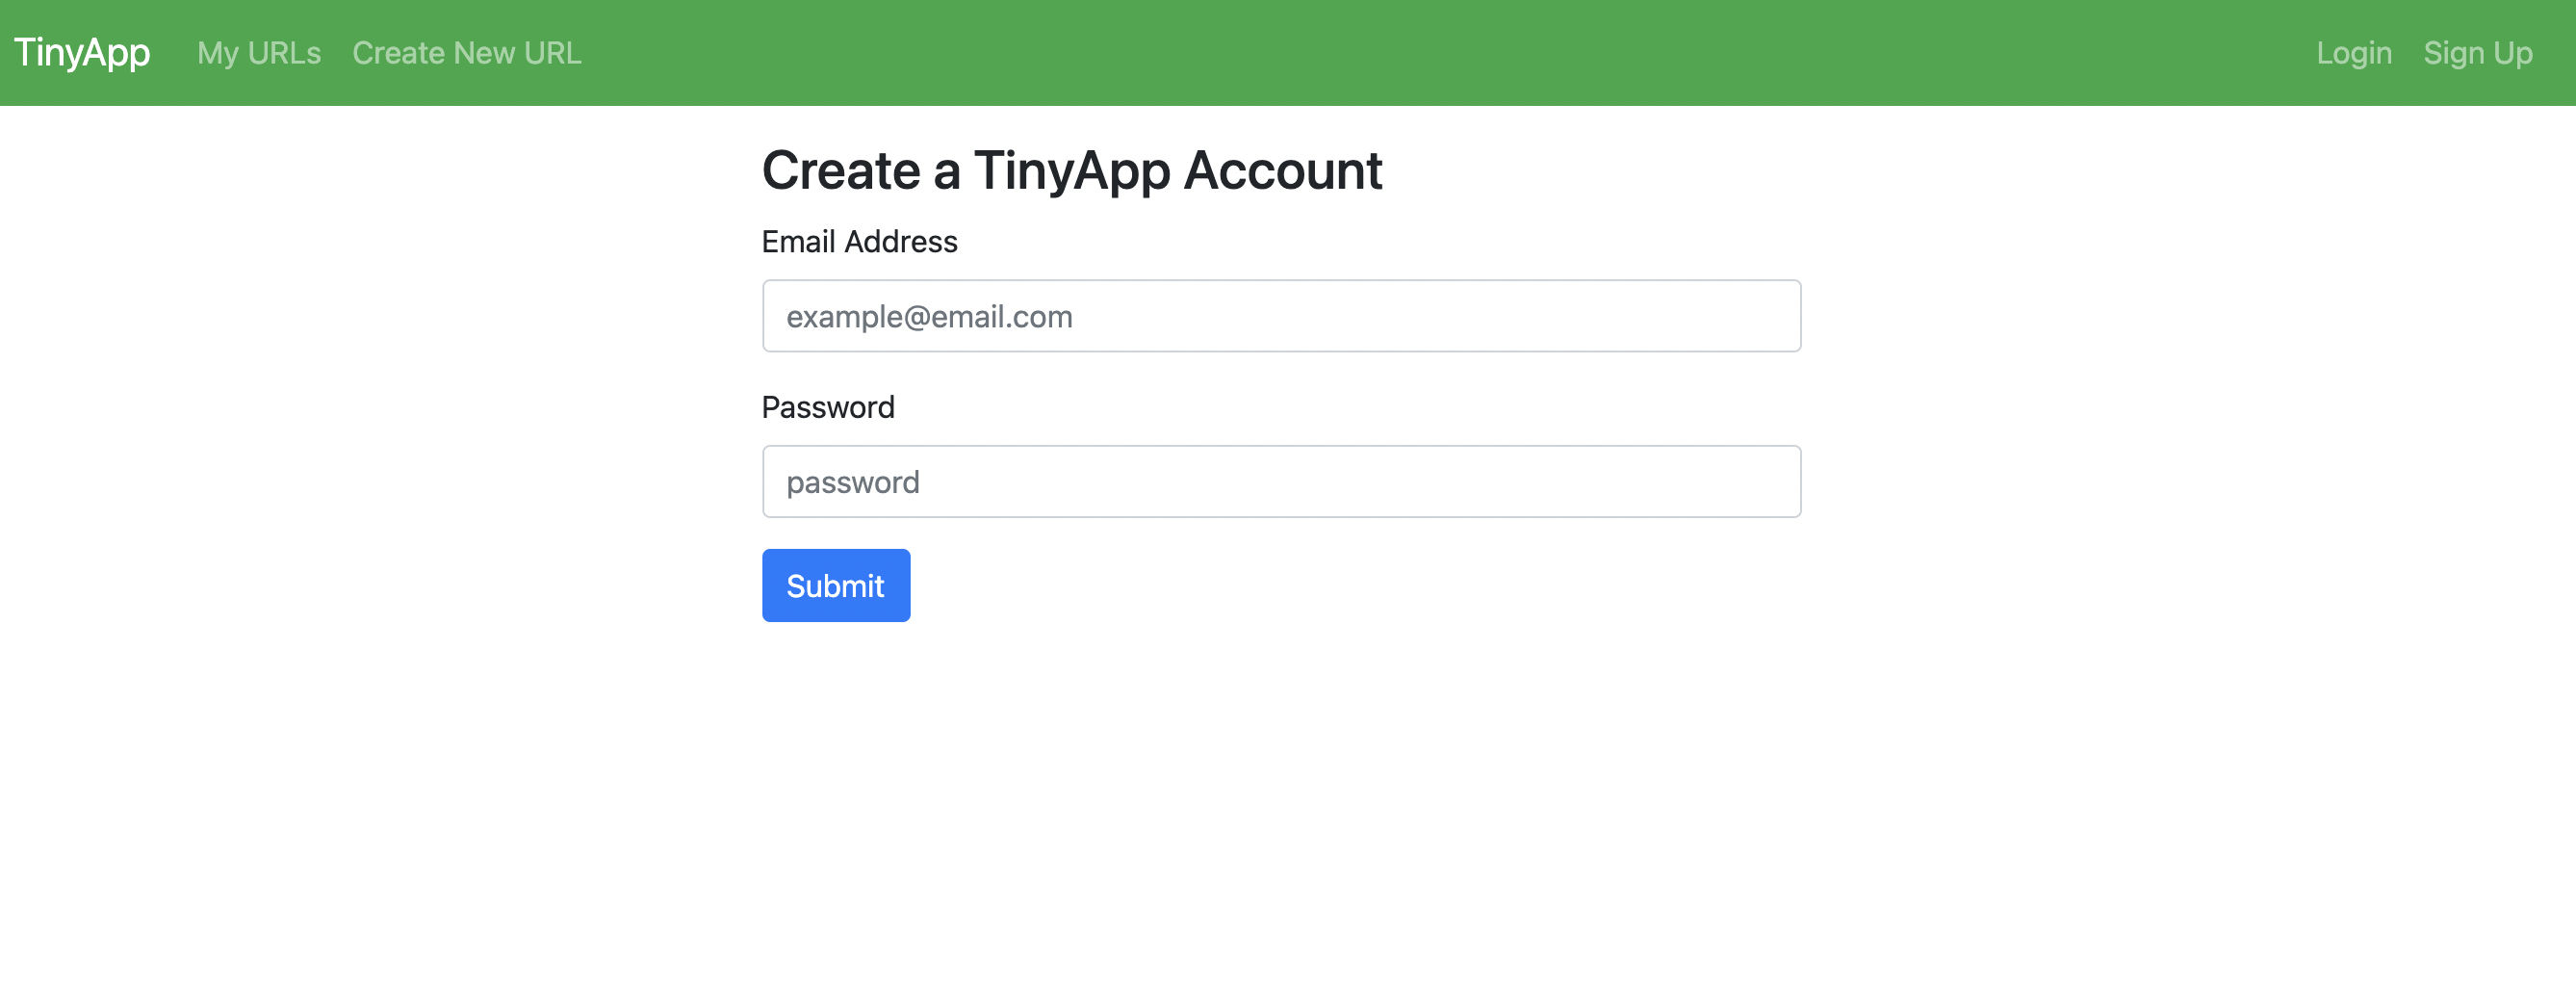 TinyApp My URLs Create New URL Login Sign Up
Create a TinyApp Account
Email Address
example@email.com
Password
password
Submit